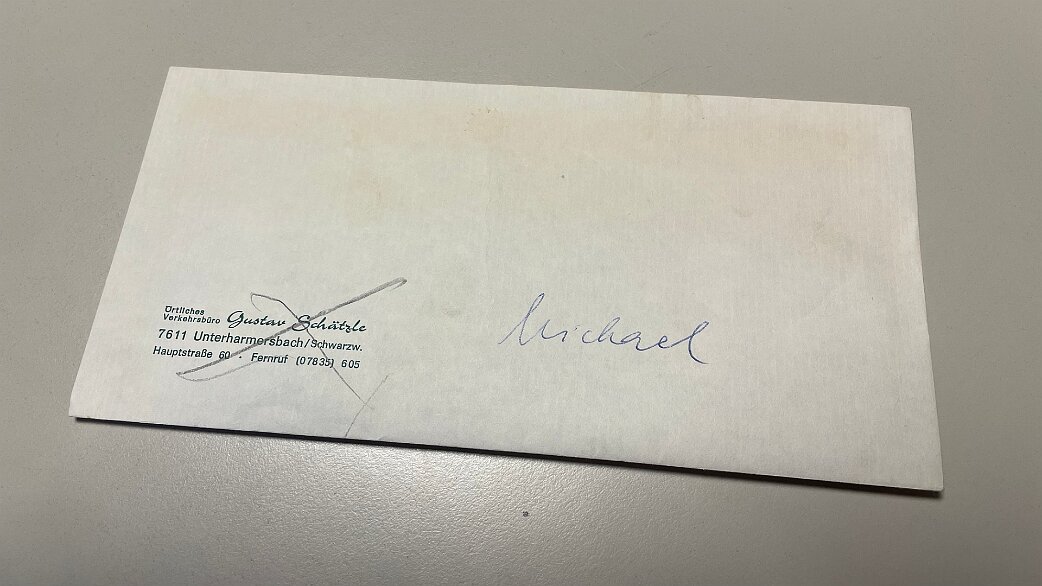 Örtliches
Verkehrsbüro Gustav Schätzle
7611 Unterharmersbach/Schwarzw.
Hauptstraße 60 · Fernruf (07835) 605
Michael